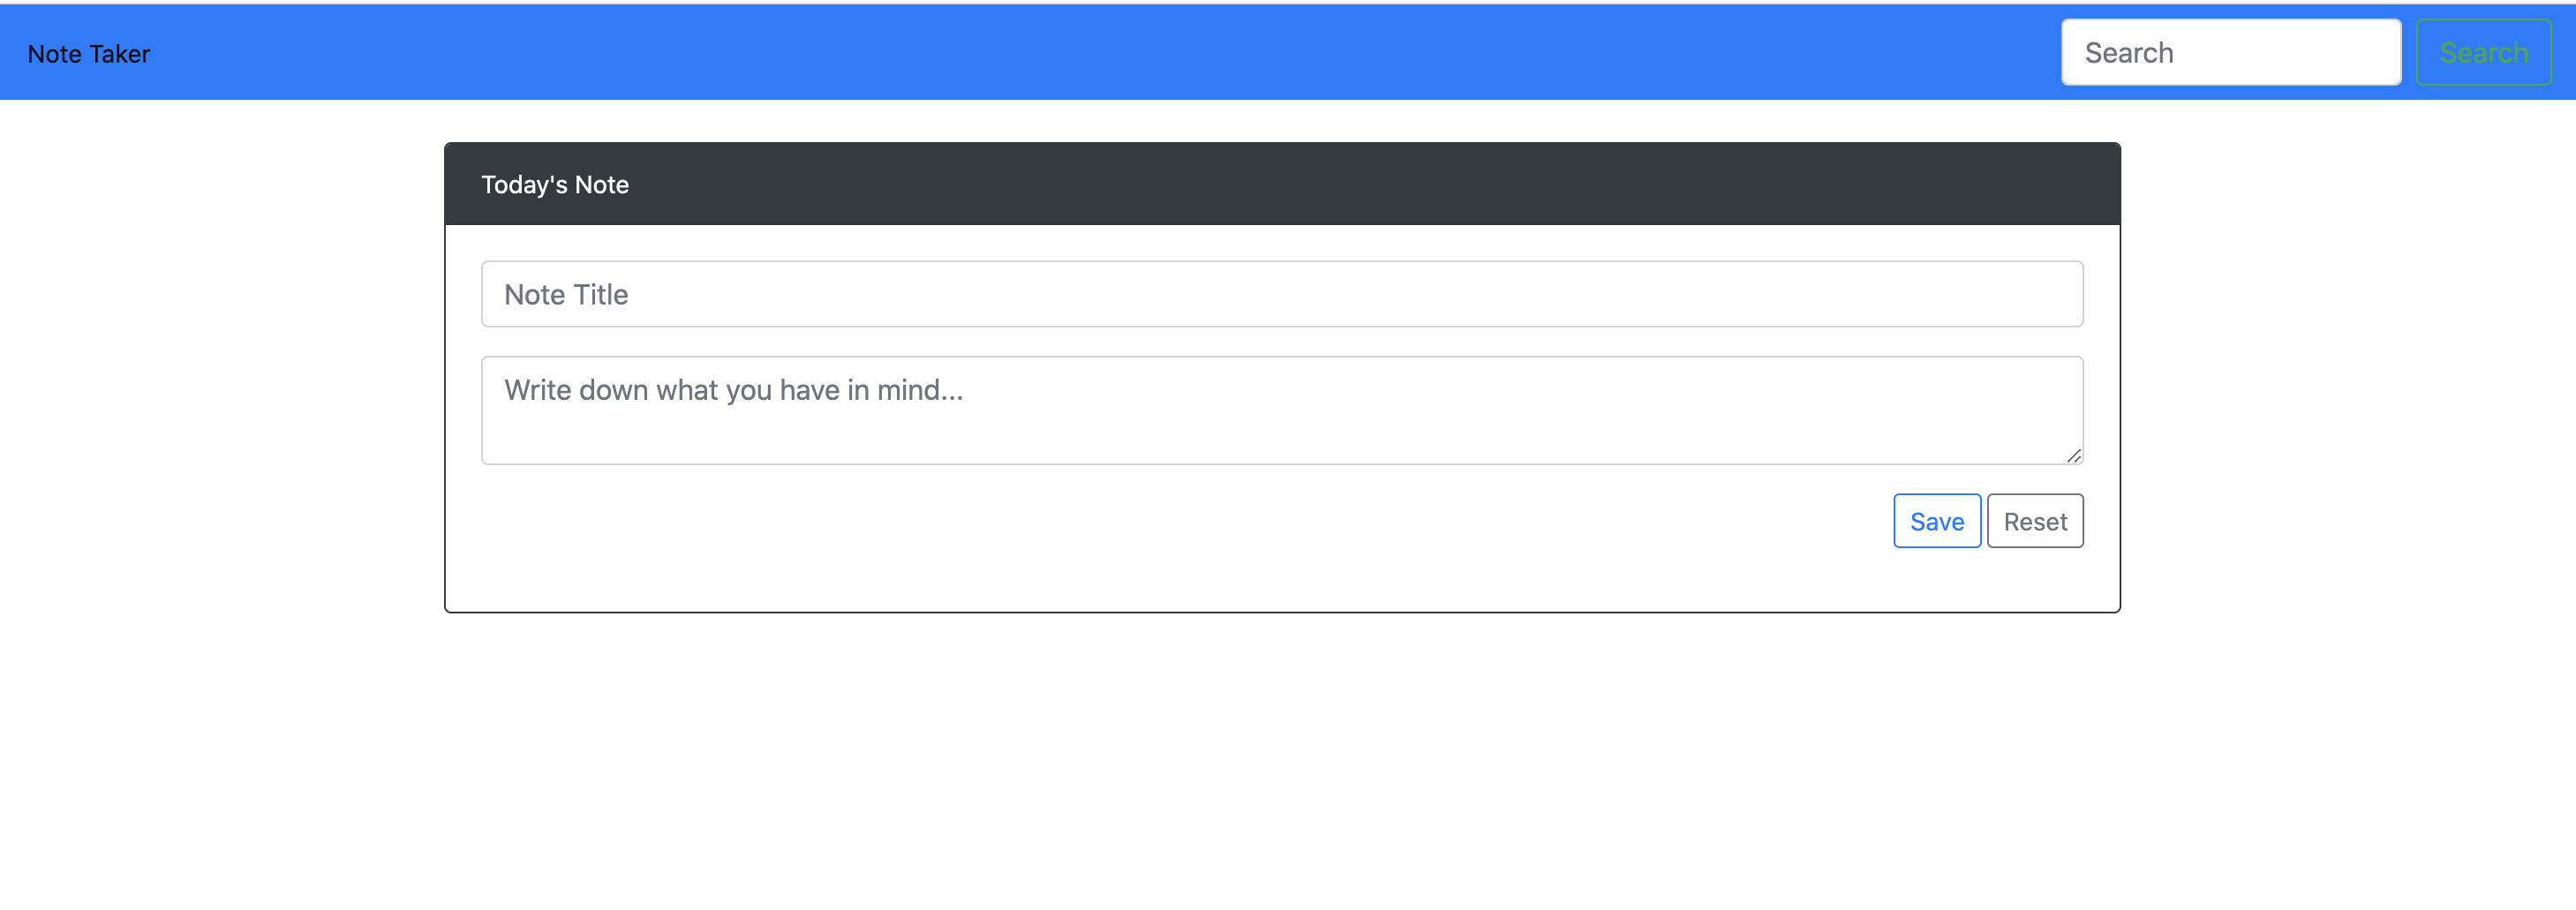 Note Taker
Search
Search
Today's Note
Note Title
Write down what you have in mind...
Save
Reset